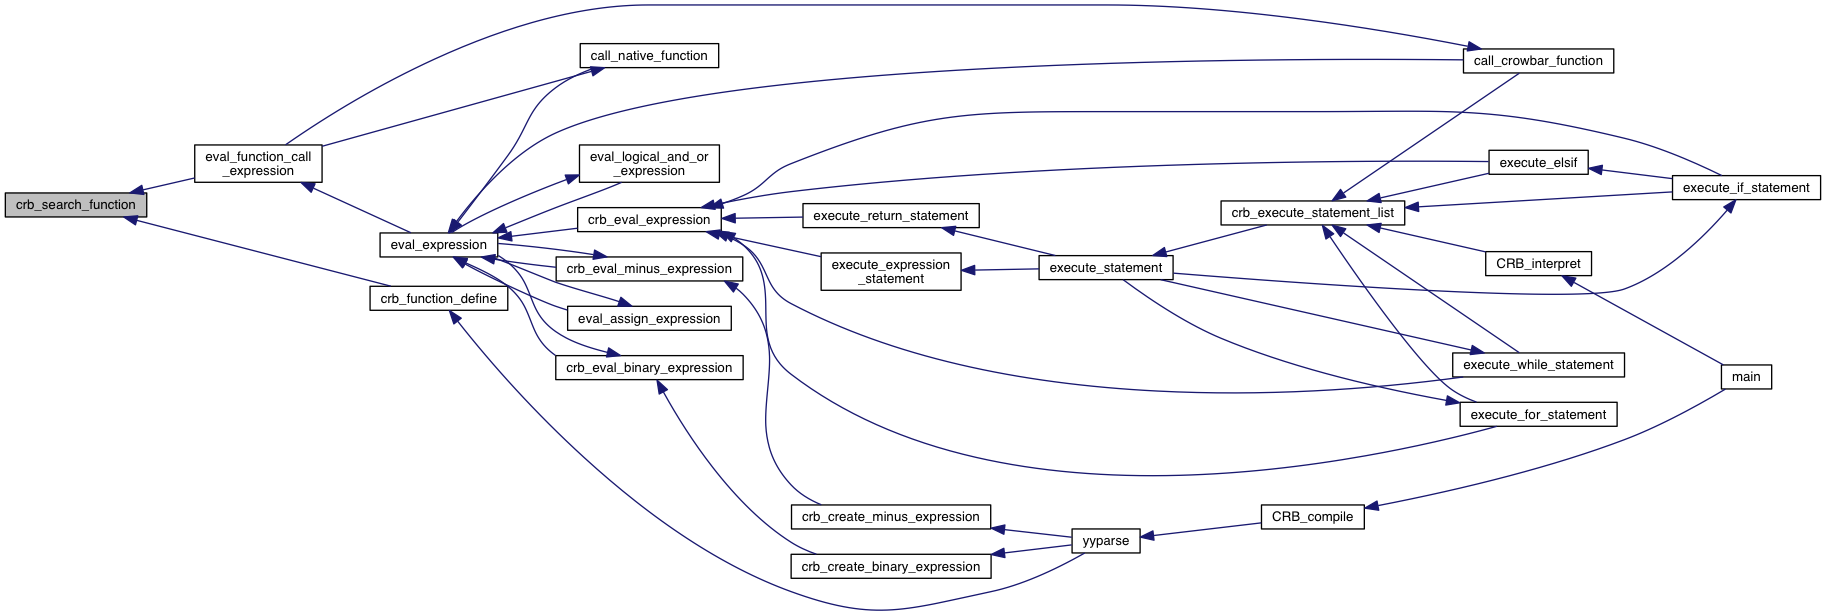 crb_search_function
eval_function_call
_expression
crb_function_define
eval_expression
call_native_function
eval_logical_and_or
_expression
crb_eval_expression
crb_eval_minus_expression
eval_assign_expression
crb_eval_binary_expression
execute_return_statement
execute_expression
_statement
crb_create_minus_expression
crb_create_binary_expression
execute_statement
yyparse
crb_execute_statement_list
CRB_compile
call_crowbar_function
execute_elsif
CRB_interpret
execute_while_statement
execute_for_statement
execute_if_statement
main